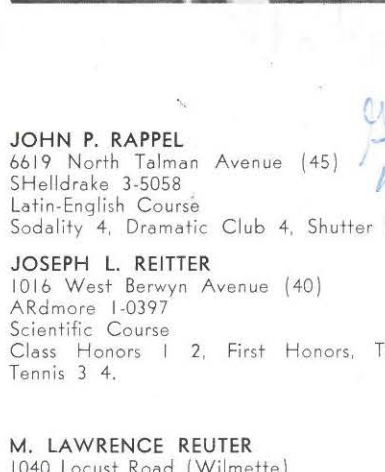 JOHN P. RAPPEL
6619 North Talman Avenue (45)
SHelldrake 3-5058
Latin-English Course
Sodality 4, Dramatic Club 4, Shutter
JOSEPH L. REITTER
1016 West Berwyn Avenue (40)
ARdmore 1-0397
Scientific Course
Class Honors 1 2, First Honors, T
Tennis 3 4.
M. LAWRENCE REUTER
1040 Locust Road (Wilmette)